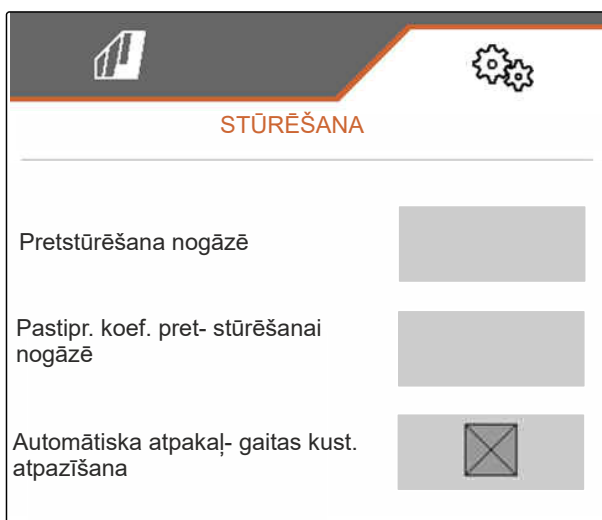 STŪRĒŠANA
Pretstūrēšana nogāzē
Pastipr. koef. pret- stūrēšanai
nogāzē
Automātiska atpakaļ- gaitas kust.
atpazīšana